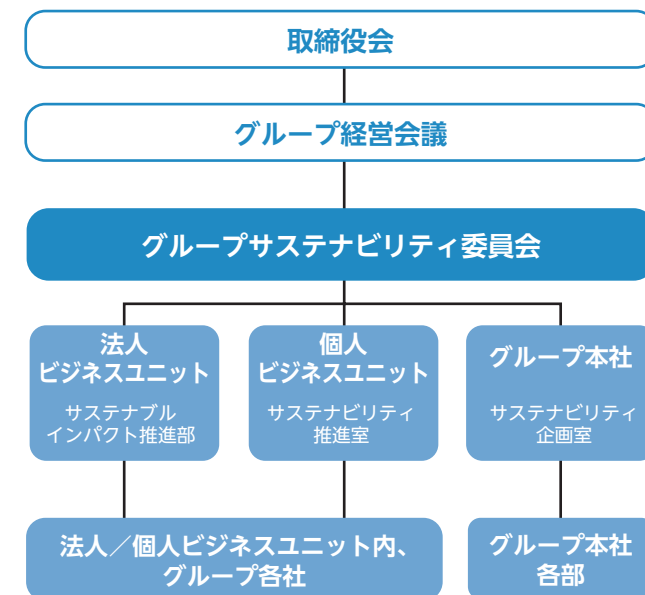 取締役会
グループ経営会議
グループサステナビリティ委員会
法人
ビジネスユニット
サステナブル
インパクト推進部
個人
ビジネスユニット
サステナビリティ
推進室
グループ本社
サステナビリティ
企画室
法人／個人ビジネスユニット内、
グループ各社
グループ本社
各部